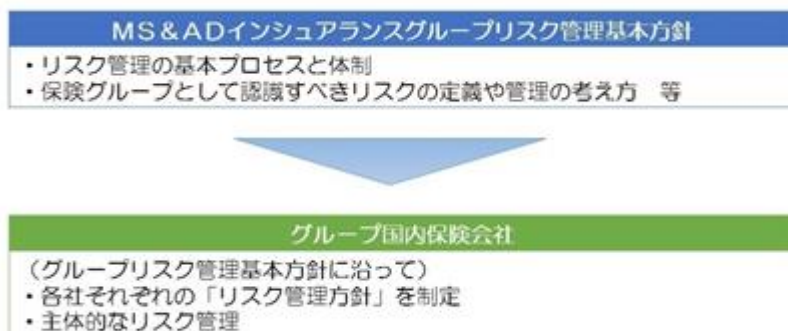 MS&ADインシュアランスグループリスク管理基本方針
・リスク管理の基本プロセスと体制
・保険グループとして認識すべきリスクの定義や管理の考え方　等
グループ国内保険会社
（グループリスク管理基本方針に沿って）
・各社それぞれの「リスク管理方針」を制定
・主体的なリスク管理